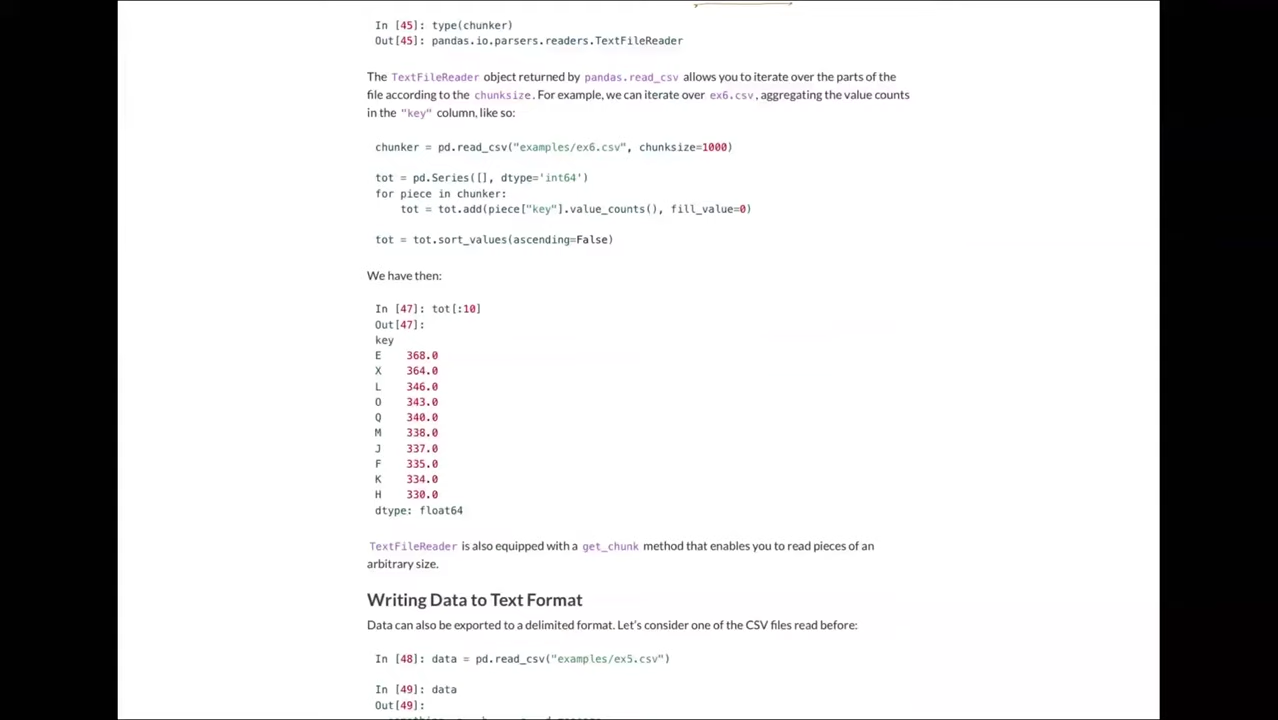 In [45]: type(chunker)
Out[45]: pandas.io.parsers.readers.TextFileReader
The TextFileReader object returned by pandas.read_csv allows you to iterate over the parts of the
file according to the chunksize. For example, we can iterate over ex6.csv, aggregating the value counts
in the "key" column, like so:
chunker = pd.read_csv("examples/ex6.csv", chunksize=1000)
tot = pd.Series([], dtype='int64')
for piece in chunker:
    tot = tot.add(piece["key"].value_counts(), fill_value=0)
tot = tot.sort_values(ascending=False)
We have then:
In [47]: tot[:10]
Out[47]:
key
E    368.0
X    364.0
L    346.0
O    343.0
Q    340.0
M    338.0
J    337.0
F    335.0
K    334.0
H    330.0
dtype: float64
TextFileReader is also equipped with a get_chunk method that enables you to read pieces of an
arbitrary size.
Writing Data to Text Format
Data can also be exported to a delimited format. Let's consider one of the CSV files read before:
In [48]: data = pd.read_csv("examples/ex5.csv")
In [49]: data
Out[49]: